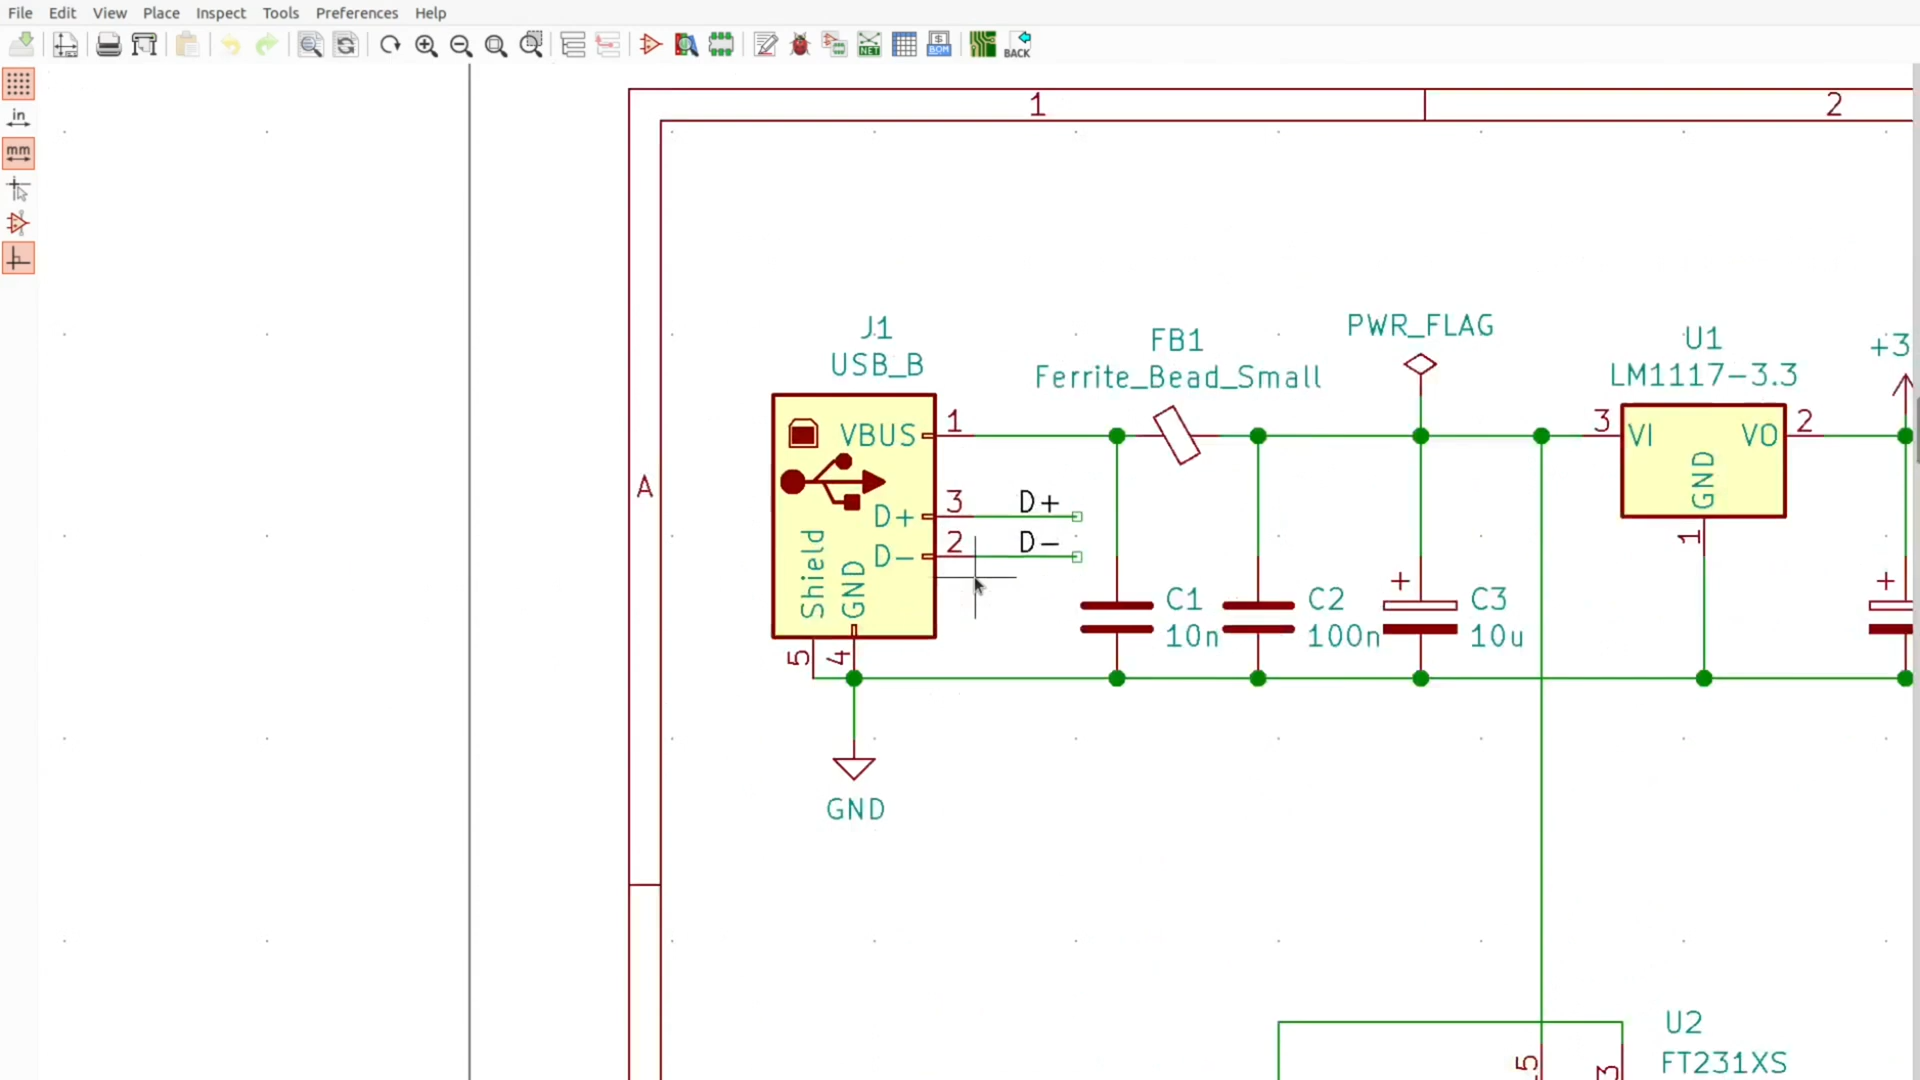 File Edit View Place Inspect Tools Preferences Help
NET BOM BACK
in
mm
1 2
A
J1
USB_B
FB1
Ferrite_Bead_Small
PWR_FLAG
U1
LM1117-3.3
+3
VBUS 1
3 VI VO 2
GND
1
D+ 3 D+
D- 2 D-
Shield
GND
5 4
C1
10n
C2
100n
+
C3
10u
+
GND
U2
FT231XS
5 3